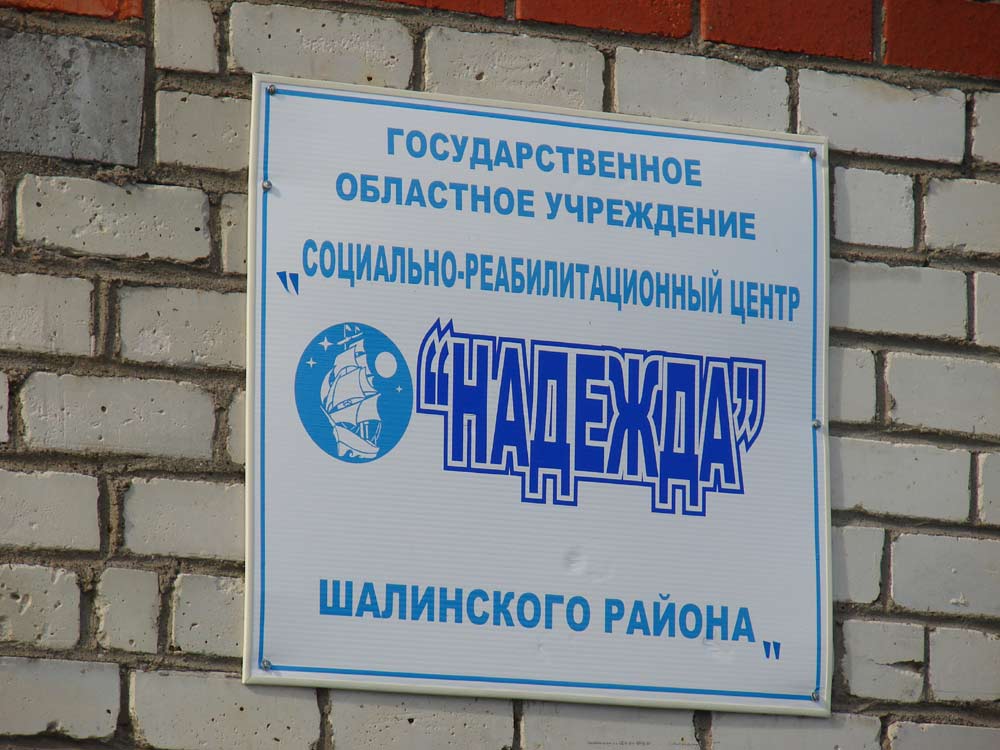 ГОСУДАРСТВЕННОЕ
ОБЛАСТНОЕ УЧРЕЖДЕНИЕ
"СОЦИАЛЬНО-РЕАБИЛИТАЦИОННЫЙ ЦЕНТР
“НАДЕЖДА”
ШАЛИНСКОГО РАЙОНА"